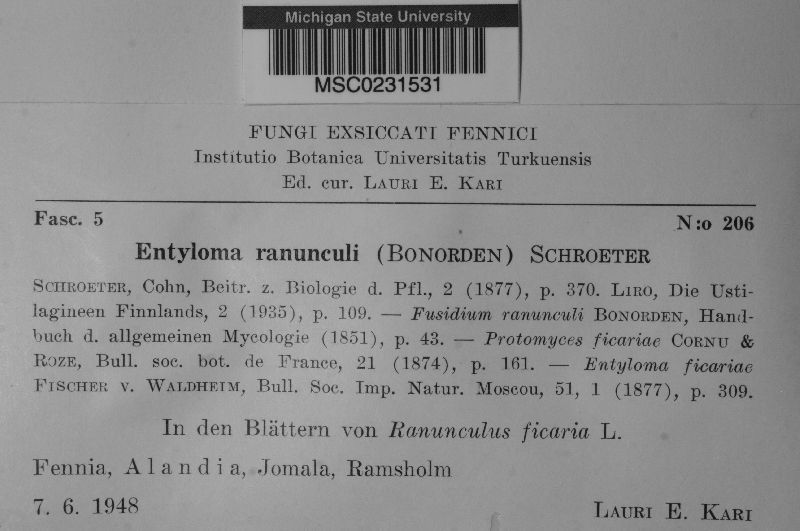 Michigan State University
MSC0231531
FUNGI EXSICCATI FENNICI
Institutio Botanica Universitatis Turkuensis
Ed. cur. LAURI E. KARI
Fasc. 5 N:o 206
Entyloma ranunculi (BONORDEN) SCHROETER
SCHROETER, Cohn, Beitr. z. Biologie d. Pfl., 2 (1877), p. 370. LIRO, Die Usti-
lagineen Finnlands, 2 (1935), p. 109. — Fusidium ranunculi BONORDEN, Hand-
buch d. allgemeinen Mycologie (1851), p. 43. — Protomyces ficariae CORNU &
ROZE, Bull. soc. bot. de France, 21 (1874), p. 161. — Entyloma ficariae
FISCHER V. WALDHEIM, Bull. Soc. Imp. Natur. Moscou, 51, 1 (1877), p. 309.
In den Blättern von Ranunculus ficaria L.
Fennia, Alandia, Jomala, Ramsholm
7. 6. 1948 LAURI E. KARI